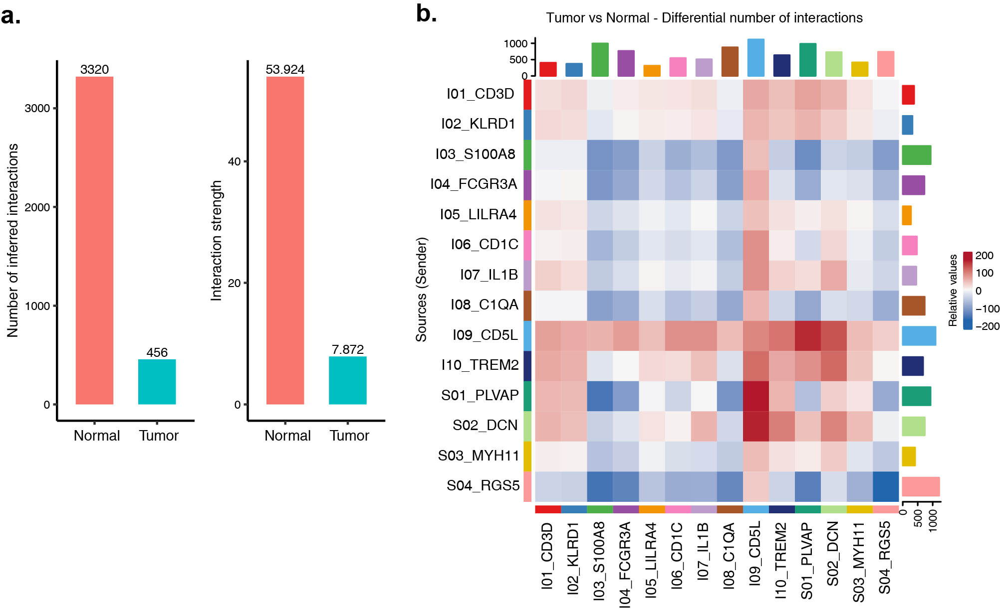 a.
Number of inferred interactions
3000
2000
1000
0
3320
456
Normal
Tumor
Interaction strength
40
20
0
53.924
7.872
Normal
Tumor
b.
Tumor vs Normal - Differential number of interactions
1000
500
0
Sources (Sender)
I01_CD3D
I02_KLRD1
I03_S100A8
I04_FCGR3A
I05_LILRA4
I06_CD1C
I07_IL1B
I08_C1QA
I09_CD5L
I10_TREM2
S01_PLVAP
S02_DCN
S03_MYH11
S04_RGS5
I01_CD3D
I02_KLRD1
I03_S100A8
I04_FCGR3A
I05_LILRA4
I06_CD1C
I07_IL1B
I08_C1QA
I09_CD5L
I10_TREM2
S01_PLVAP
S02_DCN
S03_MYH11
S04_RGS5
0
500
1000
Relative values
200
100
0
−100
−200